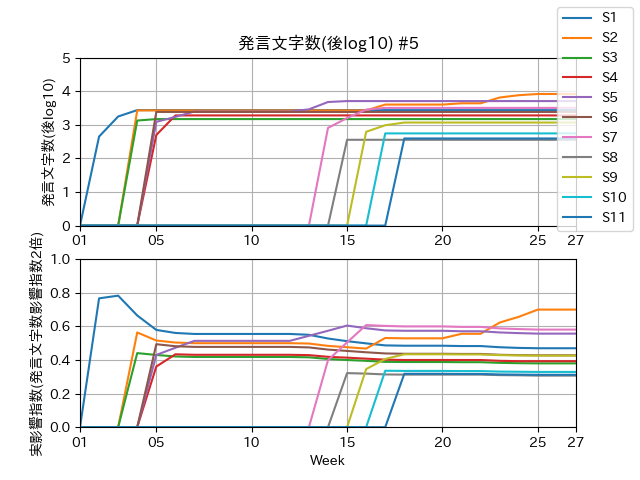 発言文字数(後log10) #5
発言文字数(後log10)
5
4
3
2
1
0
01 05 10 15 20 25 27
S1
S2
S3
S4
S5
S6
S7
S8
S9
S10
S11
実影響指数(発言文字数影響指数2倍)
1.0
0.8
0.6
0.4
0.2
0.0
01 05 10 15 20 25 27
Week